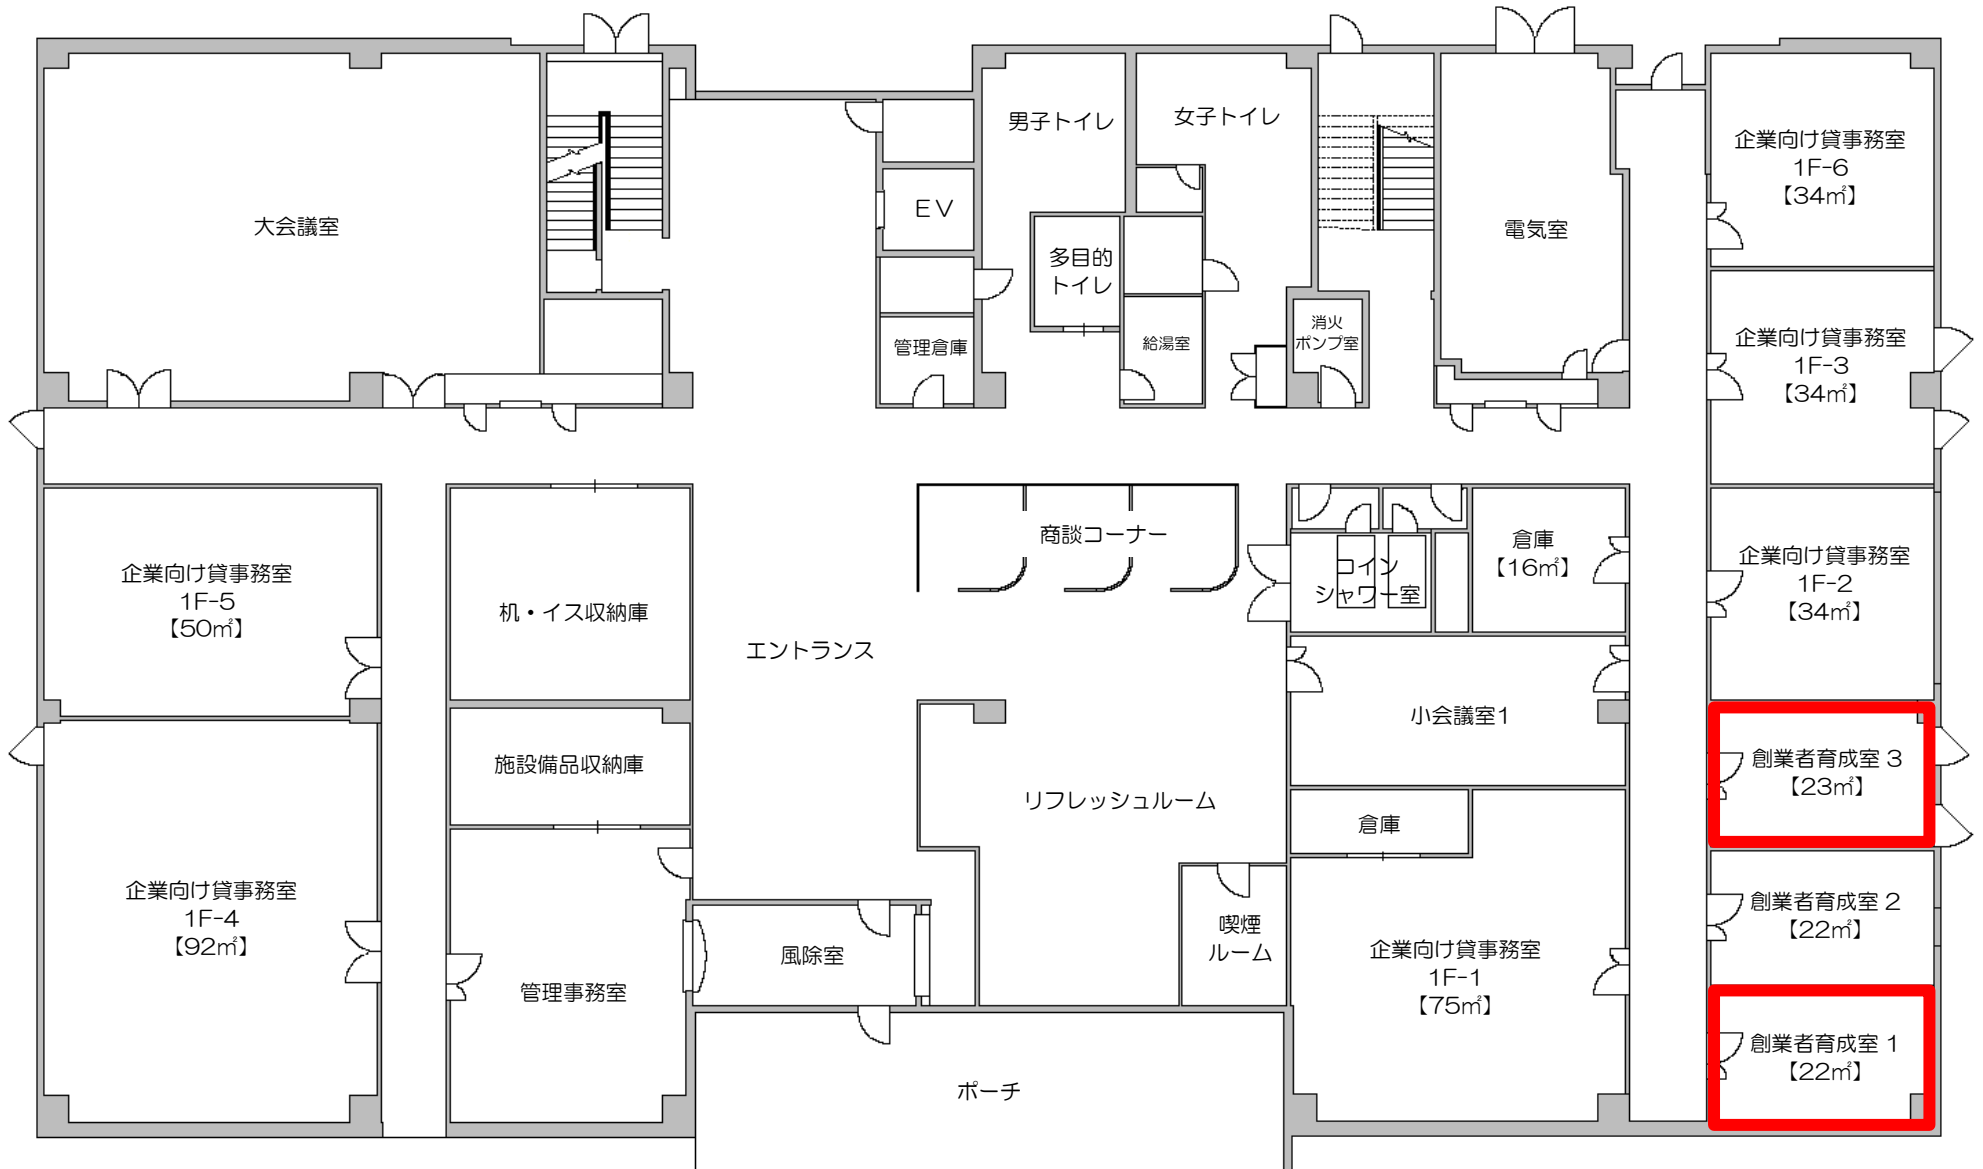 男子トイレ
女子トイレ
企業向け貸事務室
1F-6
【34㎡】
大会議室
EV
電気室
多目的
トイレ
管理倉庫
給湯室
消火
ポンプ室
企業向け貸事務室
1F-3
【34㎡】
商談コーナー
倉庫
【16㎡】
コイン
シャワー室
企業向け貸事務室
1F-2
【34㎡】
企業向け貸事務室
1F-5
【50㎡】
机・イス収納庫
エントランス
小会議室1
施設備品収納庫
リフレッシュルーム
創業者育成室 3
【23㎡】
倉庫
企業向け貸事務室
1F-4
【92㎡】
創業者育成室 2
【22㎡】
喫煙
ルーム
風除室
管理事務室
企業向け貸事務室
1F-1
【75㎡】
創業者育成室 1
【22㎡】
ポーチ